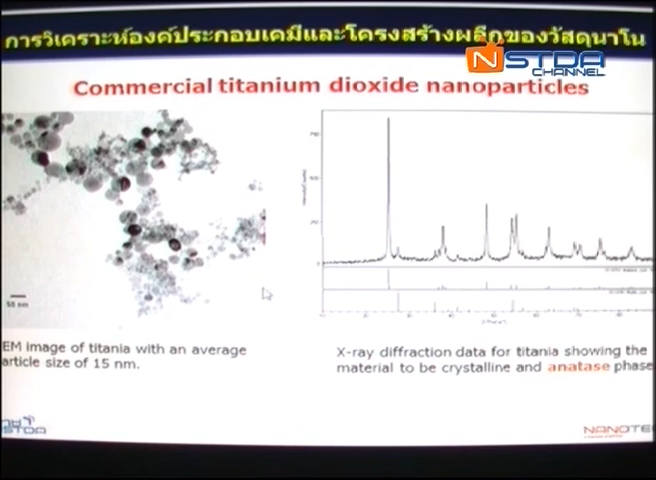 การวิเคราะห์องค์ประกอบเคมีและโครงสร้างผลึกของวัสดุนาโน
NSTDA
CHANNEL
Commercial titanium dioxide nanoparticles
50 nm
EM image of titania with an average
article size of 15 nm.
X-ray diffraction data for titania showing the
material to be crystalline and anatase phase
NSTDA
NANOTE